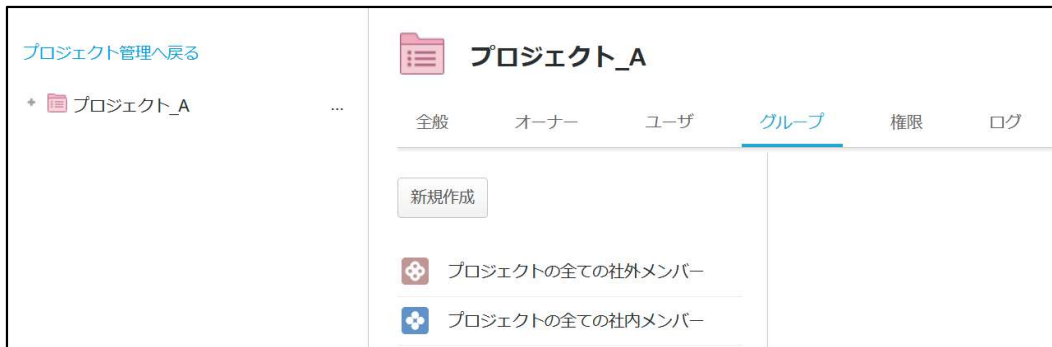 プロジェクト管理へ戻る
プロジェクト_A
...
プロジェクト_A
全般 オーナー ユーザ グループ 権限 ログ
新規作成
プロジェクトの全ての社外メンバー
プロジェクトの全ての社内メンバー